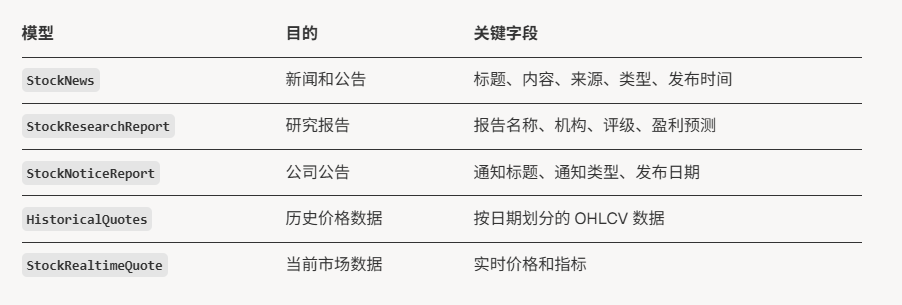 模型 目的 关键字段
StockNews 新闻和公告 标题、内容、来源、类型、发布时间
StockResearchReport 研究报告 报告名称、机构、评级、盈利预测
StockNoticeReport 公司公告 通知标题、通知类型、发布日期
HistoricalQuotes 历史价格数据 按日期划分的 OHLCV 数据
StockRealtimeQuote 当前市场数据 实时价格和指标